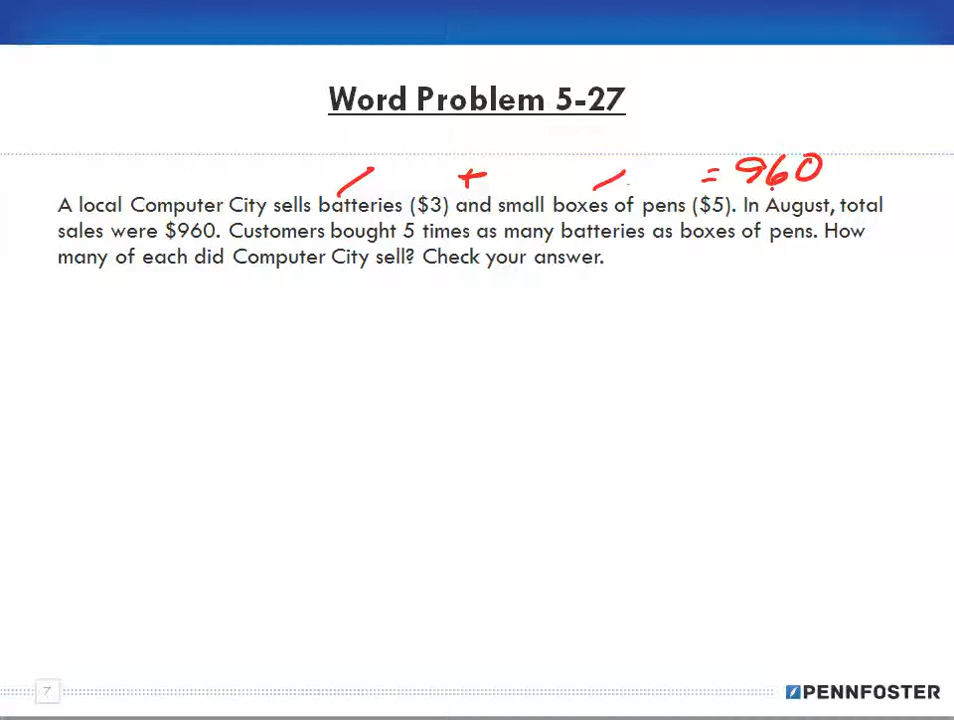 Word Problem 5-27
+ = 960
A local Computer City sells batteries ($3) and small boxes of pens ($5). In August, total
sales were $960. Customers bought 5 times as many batteries as boxes of pens. How
many of each did Computer City sell? Check your answer.
7
PENNFOSTER